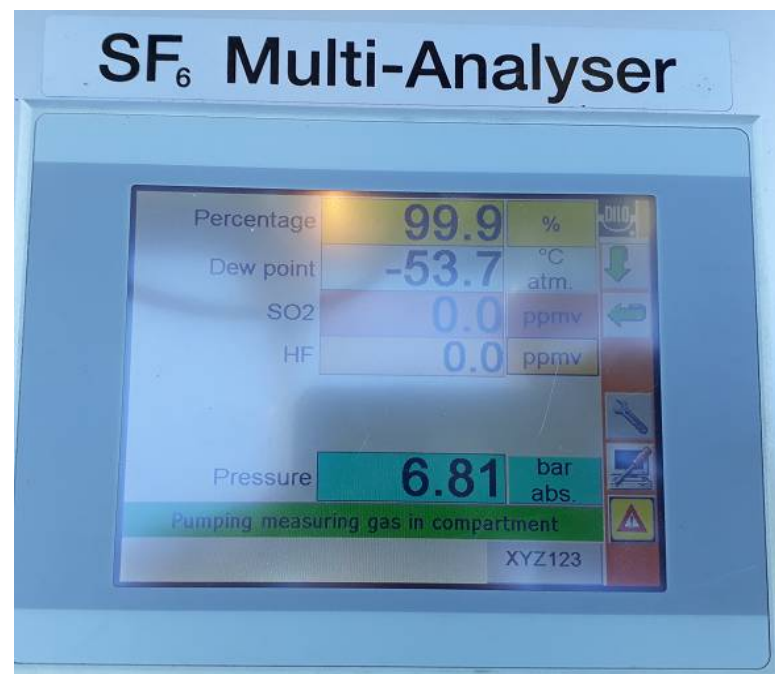 SF₆ Multi-Analyser
Percentage 99.9 %
DILO
Dew point -53.7 °C atm.
SO2 0.0 ppmv
HF 0.0 ppmv
Pressure 6.81 bar abs.
Pumping measuring gas in compartment
XYZ123